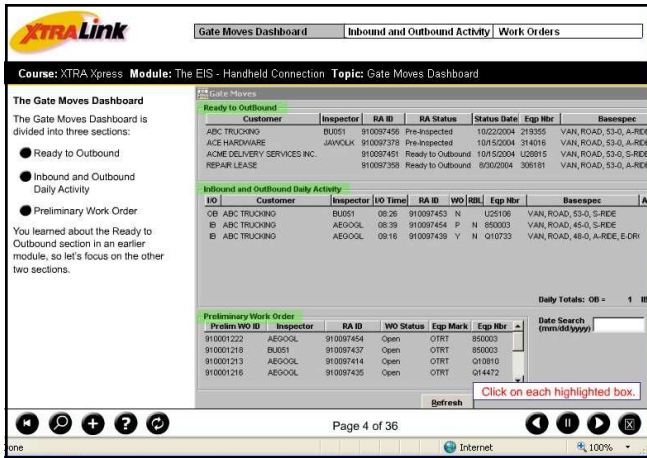 XTRALink
Gate Moves Dashboard Inbound and Outbound Activity Work Orders
Course: XTRA Xpress Module: The EIS - Handheld Connection Topic: Gate Moves Dashboard
The Gate Moves Dashboard
The Gate Moves Dashboard is
divided into three sections:
Ready to Outbound
Inbound and Outbound
Daily Activity
Preliminary Work Order
You learned about the Ready to
Outbound section in an earlier
module, so let's focus on the other
two sections.
Gate Moves
Ready to OutBound
Customer Inspector RA ID RA Status Status Date Eqp Nbr Basespec
ABC TRUCKING BU051 910097456 Pre-Inspected 10/22/2004 219355 VAN, ROAD, 53-0, A-RIDE
ACE HARDWARE JAWOLK 910097378 Pre-Inspected 10/15/2004 314016 VAN, ROAD, 53-0, A-RIDE
ACME DELIVERY SERVICES INC. 910097451 Ready to Outbound 10/15/2004 U28815 VAN, ROAD, 53-0, S-RIDE
REPAIR LEASE 910097358 Ready to Outbound 8/30/2004 306181 VAN, ROAD, 53-0, A-RIDE
InBound and OutBound Daily Activity
I/O Customer Inspector I/O Time RA ID WO RBL Eqp Nbr Basespec A
OB ABC TRUCKING BU051 08:26 910097453 N U25106 VAN, ROAD, 53-0, S-RIDE
IB ABC TRUCKING AEGOGL 08:39 910097454 P N 850003 VAN, ROAD, 45-0, S-RIDE
IB ABC TRUCKING AEGOGL 09:16 910097439 Y N Q10733 VAN, ROAD, 48-0, A-RIDE, E-DR
Daily Totals: OB = 1 IB
Preliminary Work Order
Prelim WO ID Inspector RA ID WO Status Eqp Mark Eqp Nbr
910001222 AEGOGL 910097454 Open OTRT 850003
910001218 BU051 910097437 Open OTRT 850003
910001213 AEGOGL 910097414 Open OTRT Q10810
910001216 AEGOGL 910097435 Open OTRT Q14472
Date Search
(mm/dd/yyyy)
Click on each highlighted box.
Refresh
Page 4 of 36
one Internet 100%